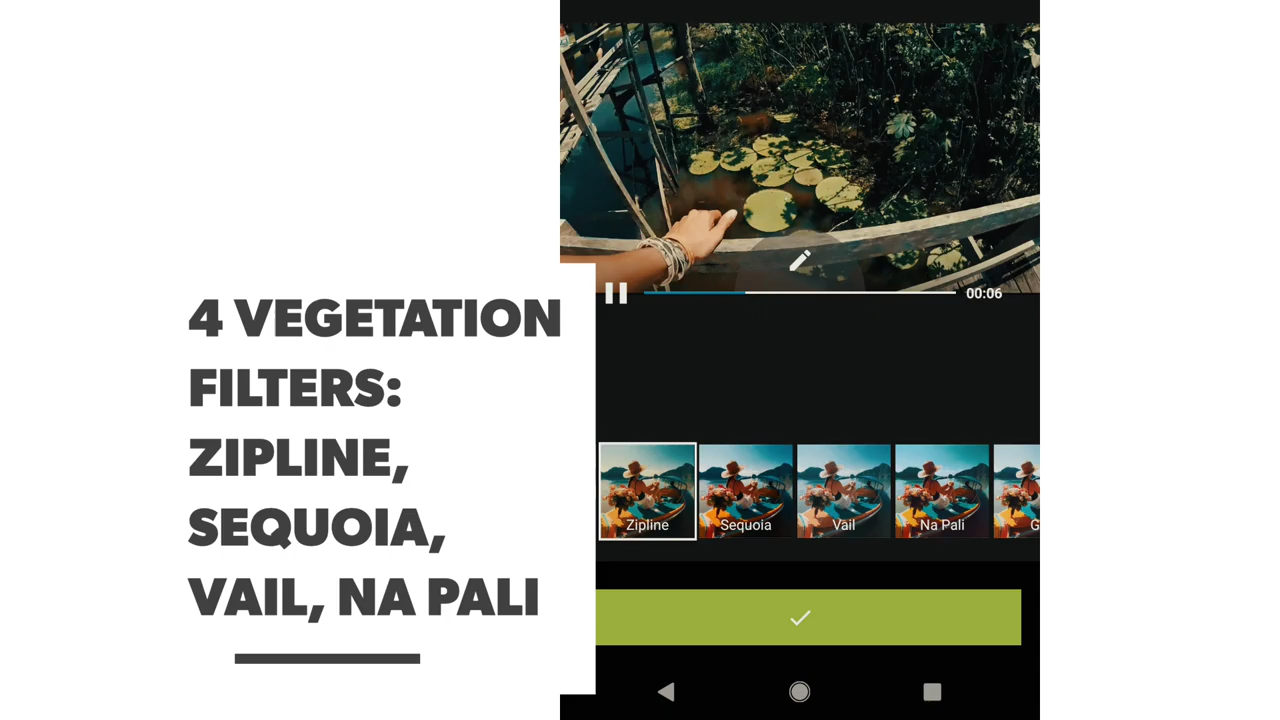 4 VEGETATION
FILTERS:
ZIPLINE,
SEQUOIA,
VAIL, NA PALI
00:06
Zipline
Sequoia
Vail
Na Pali
G